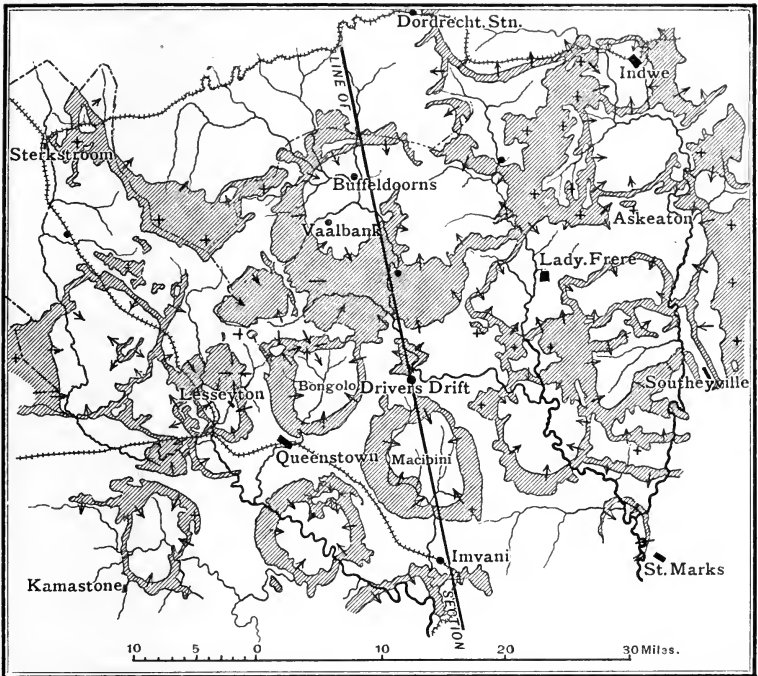 Dordrecht. Stn.
LINE OF
Indwe
Sterkstroom
Buffeldoorns
Askeaton
Vaalbank
Lady. Frere
Bongolo
Drivers Drift
Southeyville
Lesseyton
Queenstown
Macibini
Imvani
St. Marks
Kamastone
SECTION
10 5 0 10 20 30 Miles.